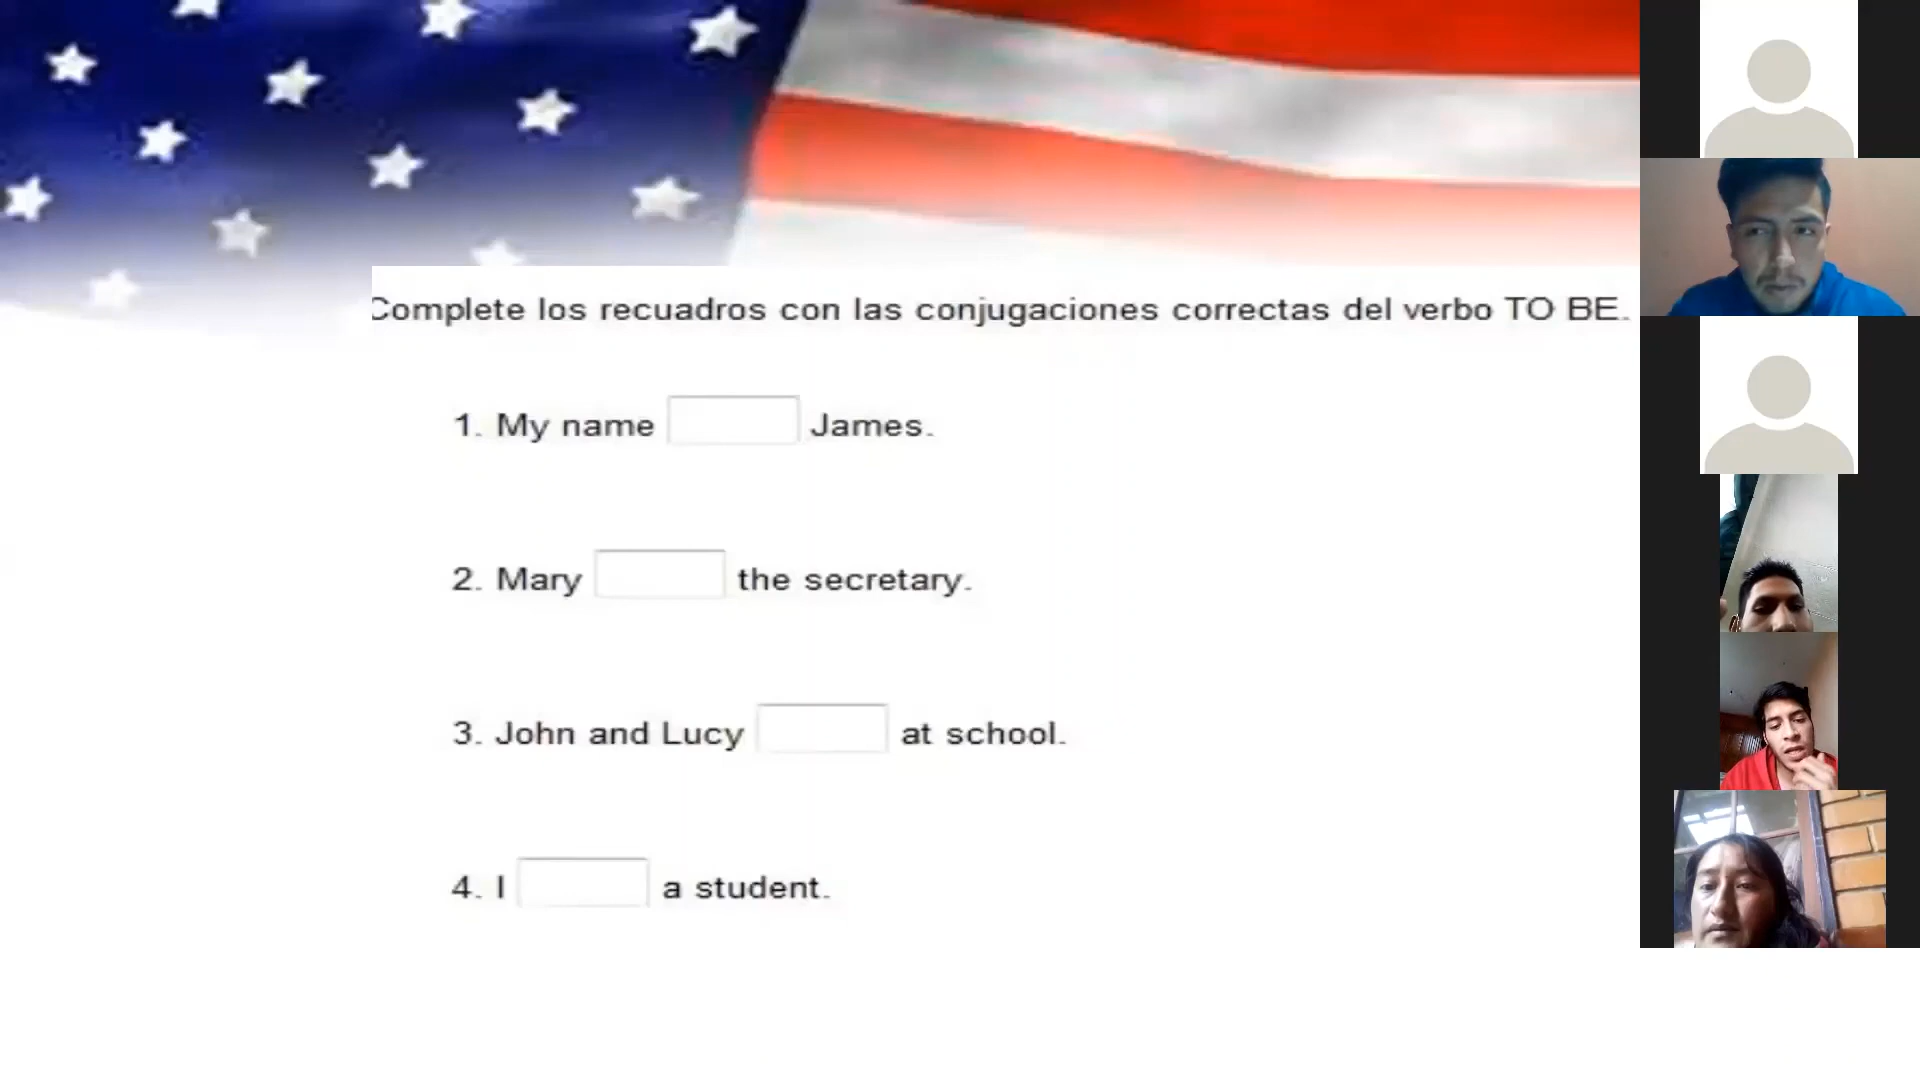 Complete los recuadros con las conjugaciones correctas del verbo TO BE.
1. My name James.
2. Mary the secretary.
3. John and Lucy at school.
4. I a student.